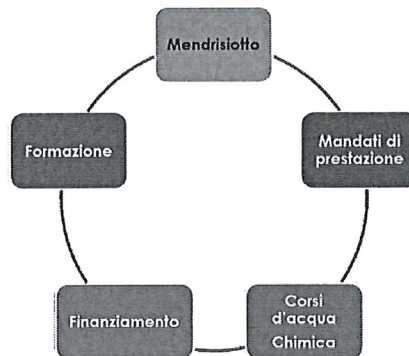 Mendrisiotto
Mandati di
prestazione
Corsi
d'acqua
Chimica
Finanziamento
Formazione